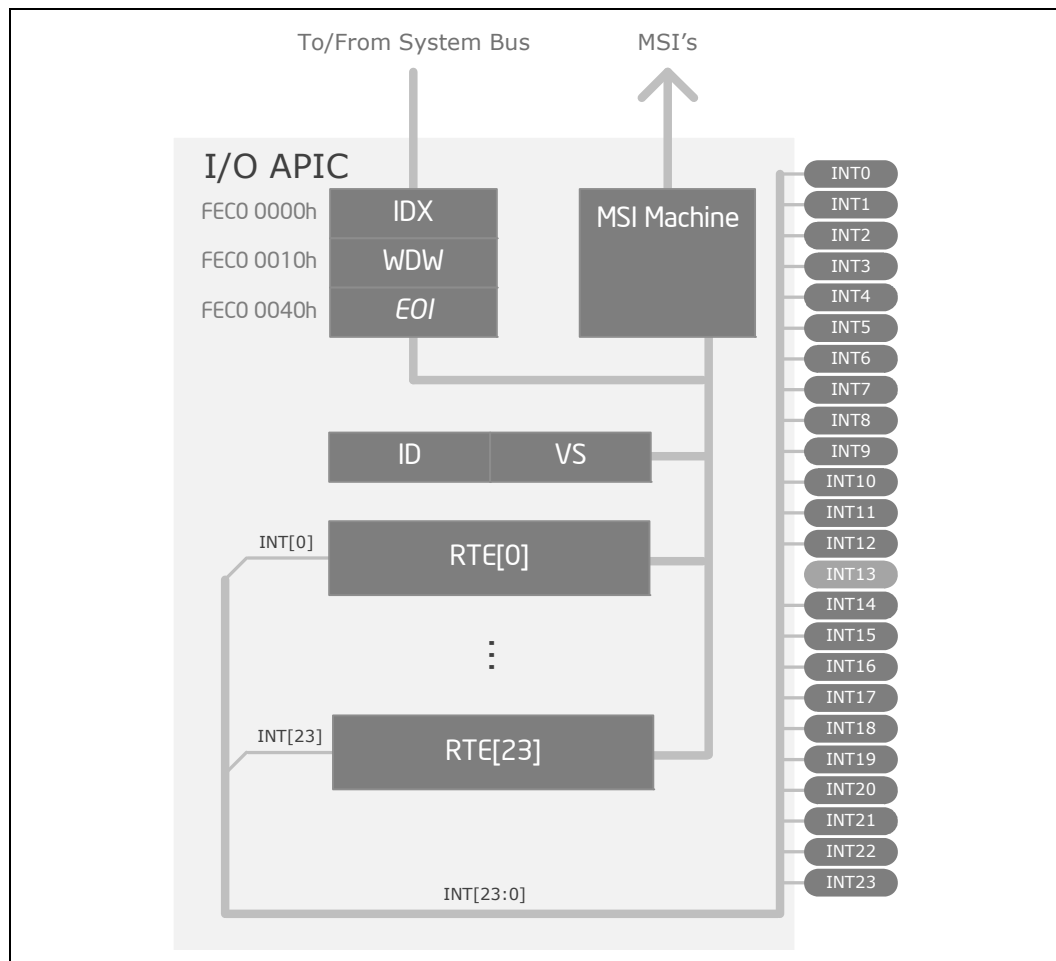 To/From System Bus
MSI's
I/O APIC
FEC0 0000h
IDX
FEC0 0010h
WDW
FEC0 0040h
EOI
MSI Machine
ID
VS
INT[0]
RTE[0]
⋮
INT[23]
RTE[23]
INT[23:0]
INT0
INT1
INT2
INT3
INT4
INT5
INT6
INT7
INT8
INT9
INT10
INT11
INT12
INT13
INT14
INT15
INT16
INT17
INT18
INT19
INT20
INT21
INT22
INT23